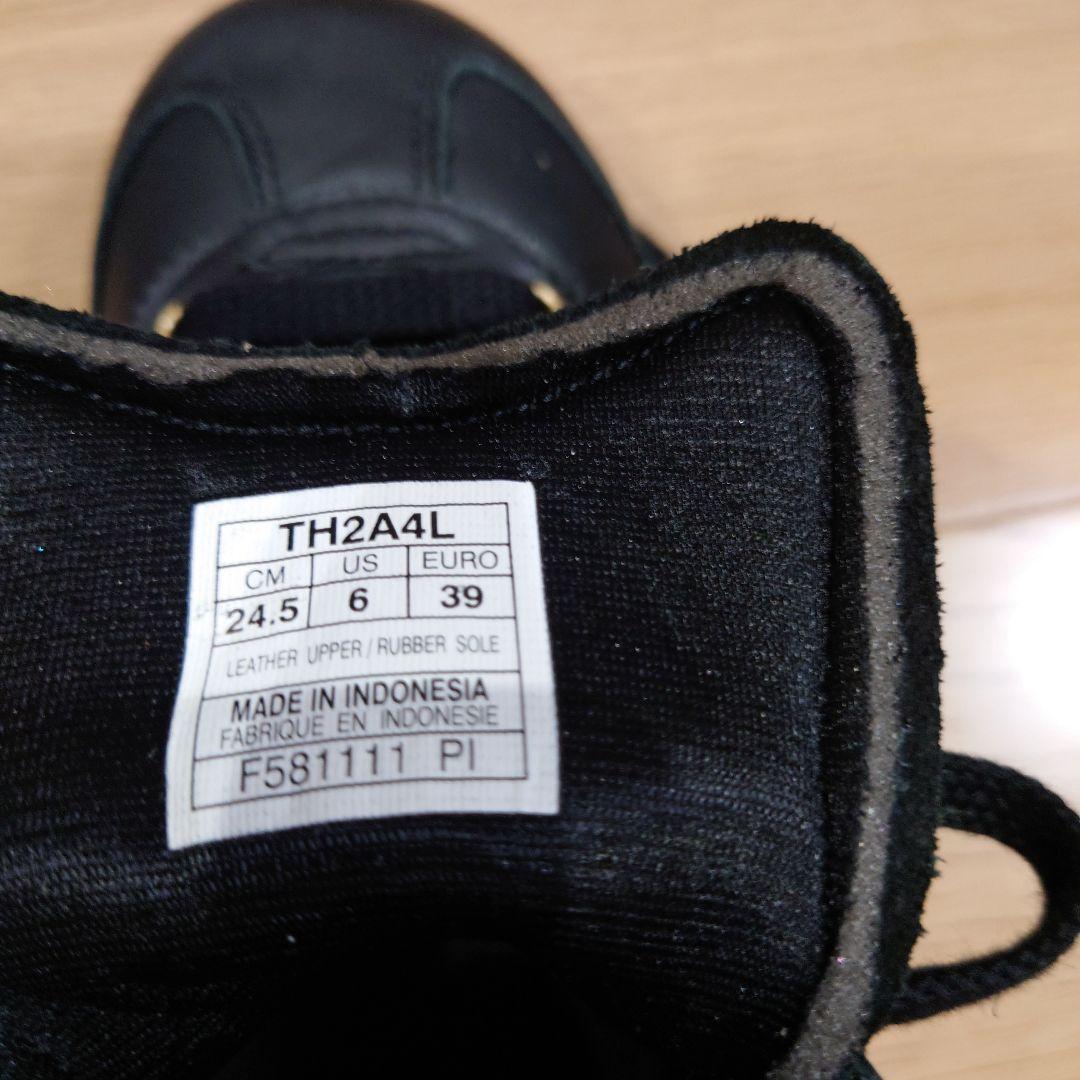 TH2A4L
CM US EURO
24.5 6 39
LEATHER UPPER / RUBBER SOLE
MADE IN INDONESIA
FABRIQUE EN INDONESIE
F581111 PI